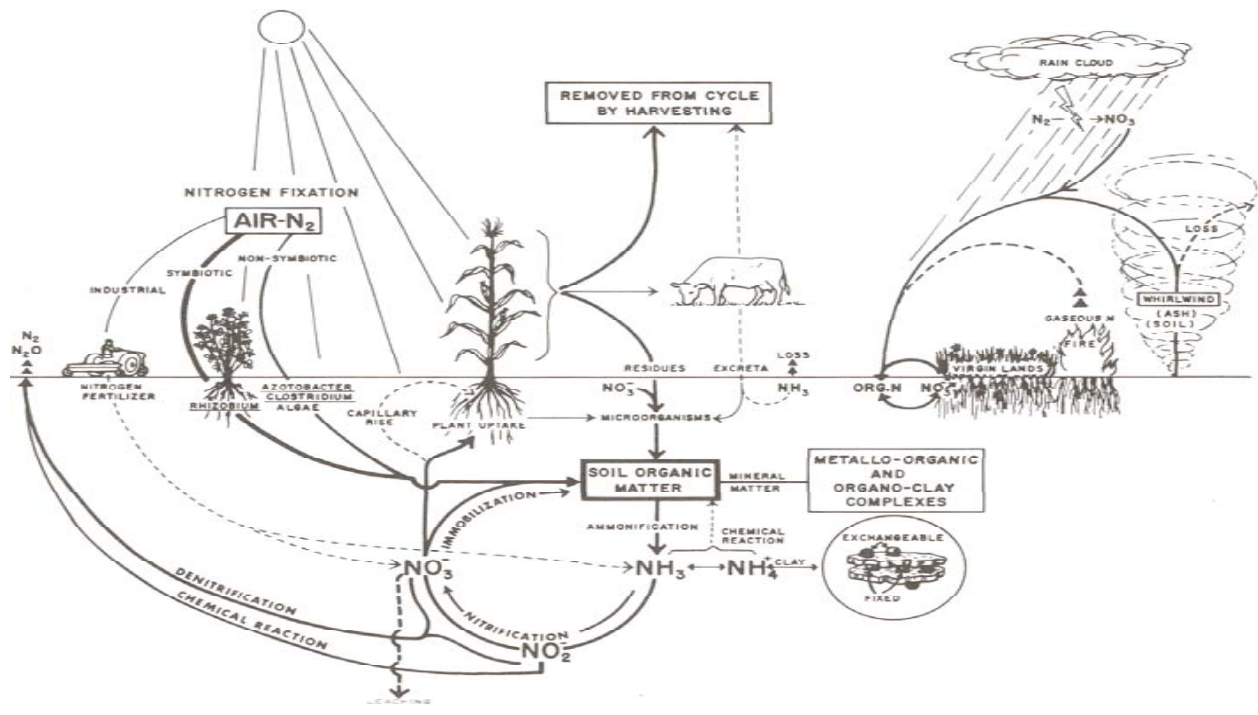 RAIN CLOUD
N₂ → NO₃
REMOVED FROM CYCLE
BY HARVESTING
NITROGEN FIXATION
AIR-N₂
SYMBIOTIC
NON-SYMBIOTIC
INDUSTRIAL
LOSS
WHIRLWIND
(ASH)
(SOIL)
GASEOUS N
FIRE
VIRGIN LANDS
N₂
N₂O
NITROGEN
FERTILIZER
RHIZOBIUM
AZOTOBACTER
CLOSTRIDIUM
ALGAE
CAPILLARY
RISE
PLANT UPTAKE
RESIDUES
NO₃⁻
EXCRETA
LOSS
NH₃
MICROORGANISMS
ORG.N
NO₃⁻
SOIL ORGANIC
MATTER
MINERAL
MATTER
METALLO-ORGANIC
AND
ORGANO-CLAY
COMPLEXES
IMMOBILIZATION
AMMONIFICATION
CHEMICAL
REACTION
NO₃⁻
NH₃
NH₄⁺
CLAY
EXCHANGEABLE
FIXED
DENITRIFICATION
CHEMICAL REACTION
NITRIFICATION
NO₂⁻
LEACHING